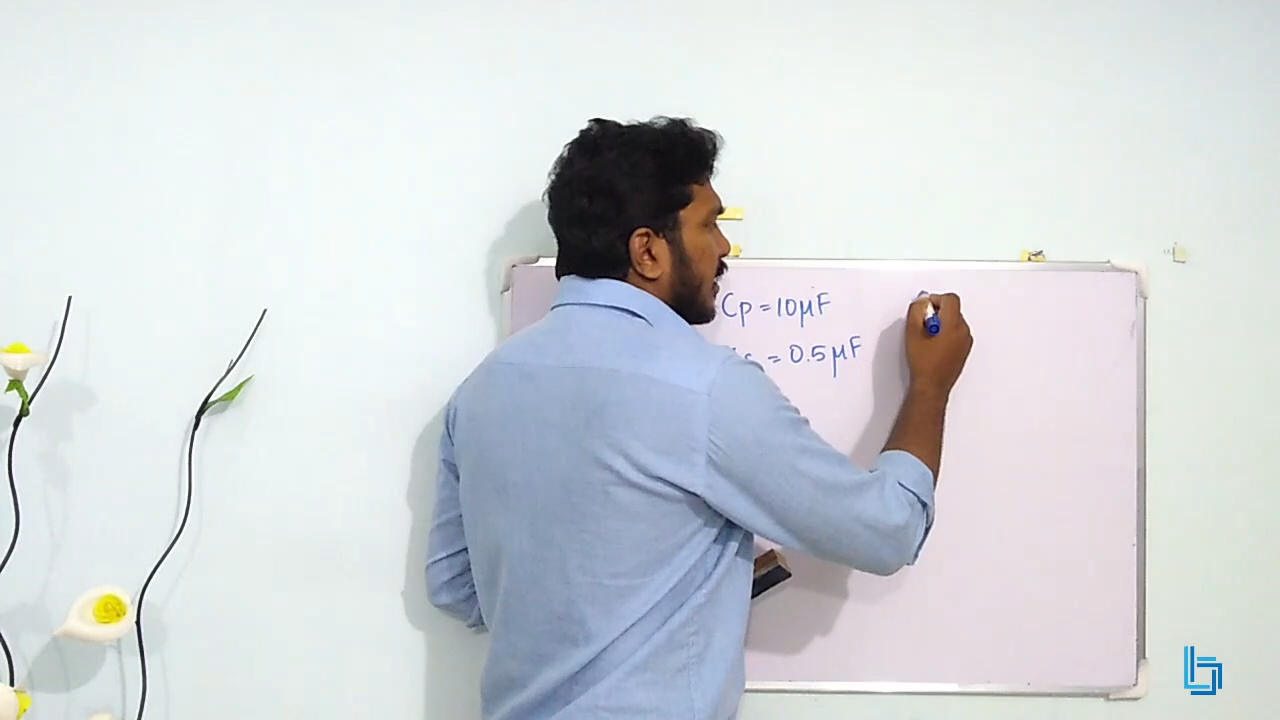 Cp = 10µF
= 0.5µF